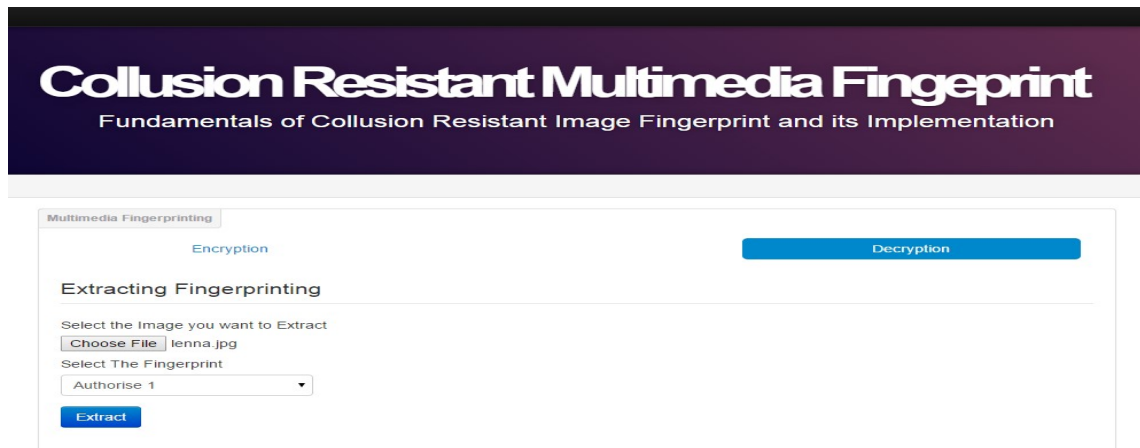 Collusion Resistant Multimedia Fingeprint
Fundamentals of Collusion Resistant Image Fingerprint and its Implementation
Multimedia Fingerprinting
Encryption
Decryption
Extracting Fingerprinting
Select the Image you want to Extract
Choose File lenna.jpg
Select The Fingerprint
Authorise 1
Extract